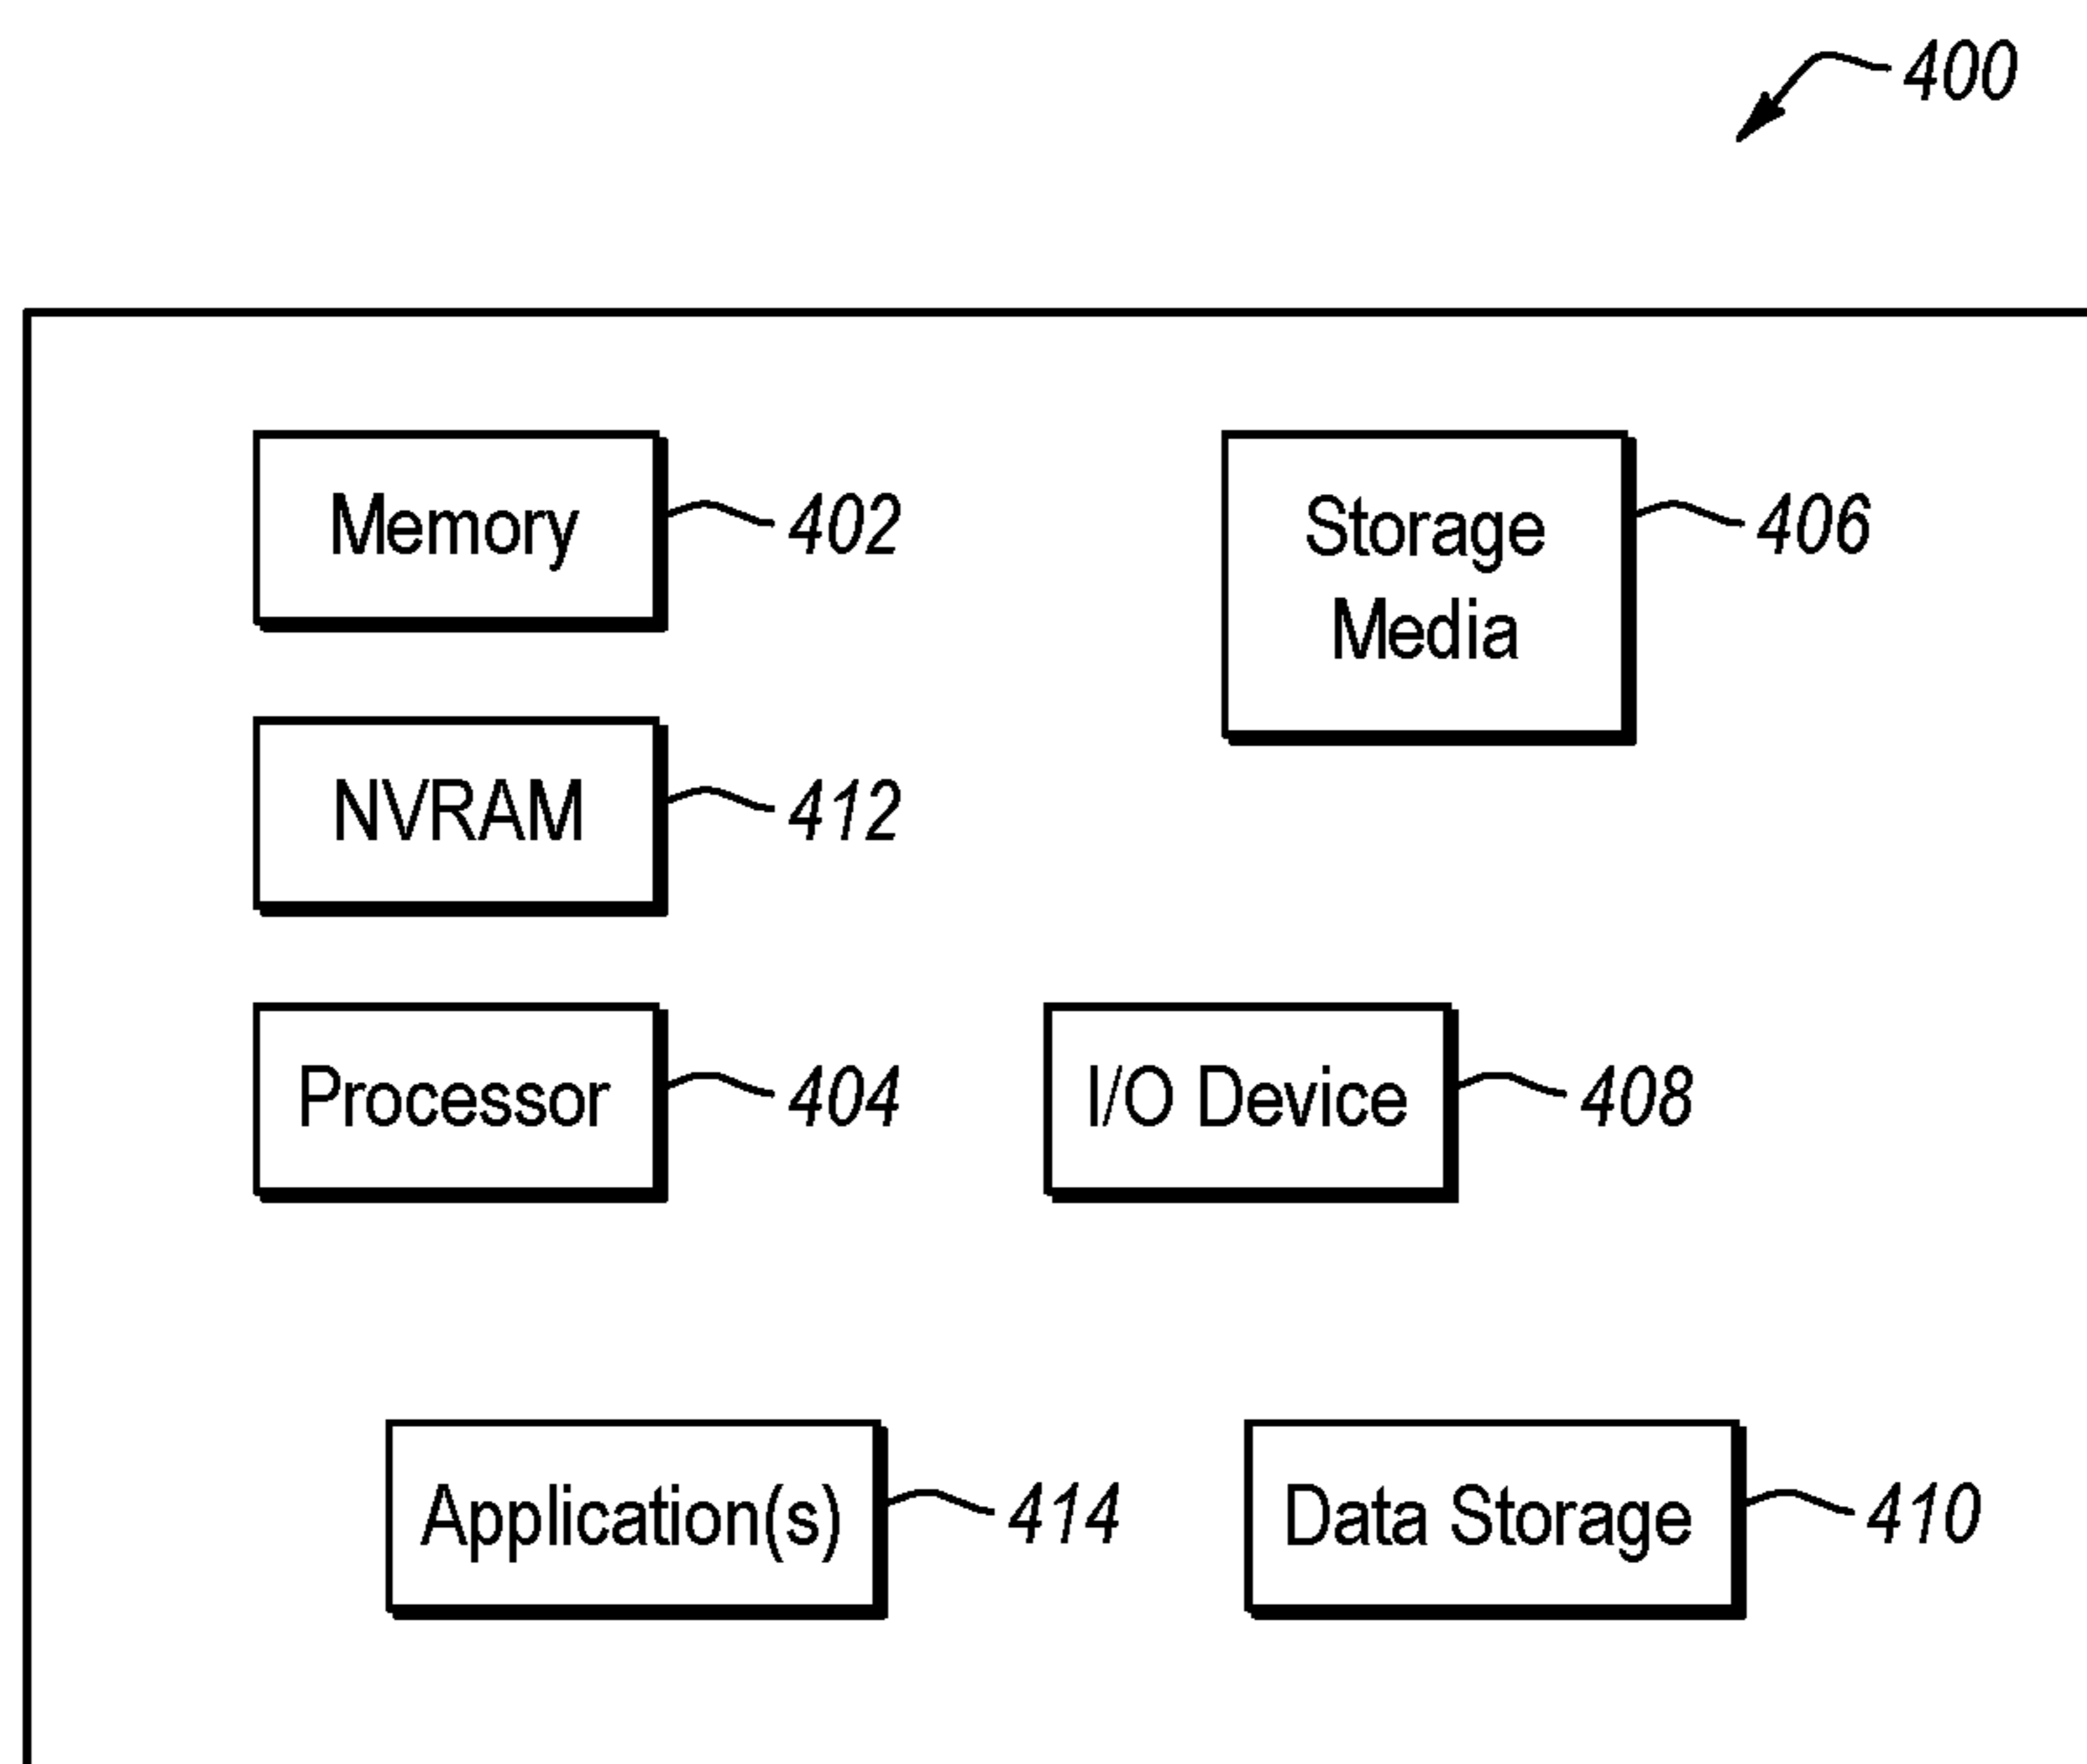 400
Memory 402
Storage
Media
406
NVRAM 412
Processor 404
I/O Device 408
Application(s) 414
Data Storage 410